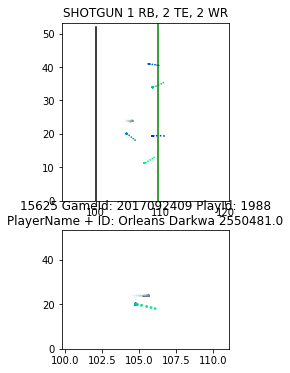 SHOTGUN 1 RB, 2 TE, 2 WR
50
40
30
20
10
0
100 110 120
15625 GameId: 2017092409 PlayId: 1988
PlayerName + ID: Orleans Darkwa 2550481.0
40
20
0
100.0 102.5 105.0 107.5 110.0